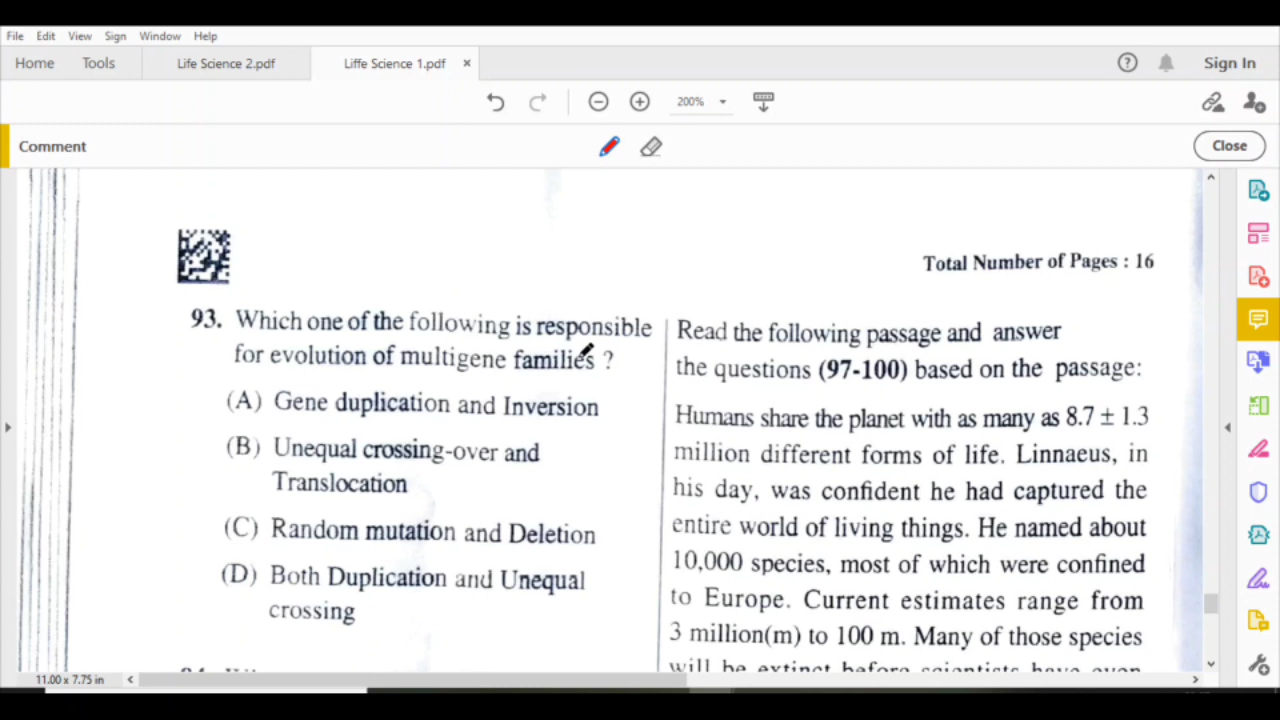 File Edit View Sign Window Help
Home Tools Life Science 2.pdf Liffe Science 1.pdf × ? Sign In
200%
Comment Close
Total Number of Pages : 16
93. Which one of the following is responsible
for evolution of multigene families ?
(A) Gene duplication and Inversion
(B) Unequal crossing-over and
Translocation
(C) Random mutation and Deletion
(D) Both Duplication and Unequal
crossing
Read the following passage and answer
the questions (97-100) based on the passage:
Humans share the planet with as many as 8.7 ± 1.3
million different forms of life. Linnaeus, in
his day, was confident he had captured the
entire world of living things. He named about
10,000 species, most of which were confined
to Europe. Current estimates range from
3 million(m) to 100 m. Many of those species
will be extinct before scientists have even
11.00 x 7.75 in